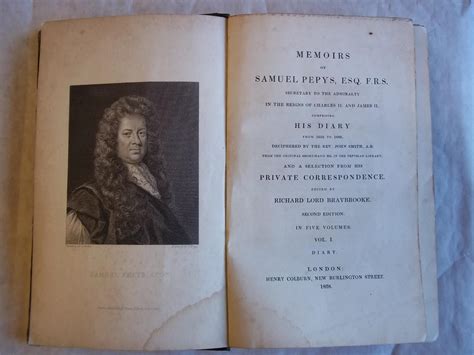 SAMUEL PEPYS, ESQ.
MEMOIRS
OF
SAMUEL PEPYS, ESQ. F.R.S.
SECRETARY TO THE ADMIRALTY
IN THE REIGNS OF CHARLES II. AND JAMES II.
COMPRISING
HIS DIARY
FROM 1659 TO 1669,
DECIPHERED BY THE REV. JOHN SMITH, A.B.
FROM THE ORIGINAL SHORT-HAND MS. IN THE PEPYSIAN LIBRARY,
AND A SELECTION FROM HIS
PRIVATE CORRESPONDENCE.
EDITED BY
RICHARD LORD BRAYBROOKE.
SECOND EDITION.
IN FIVE VOLUMES.
VOL. I.
DIARY.
LONDON:
HENRY COLBURN, NEW BURLINGTON STREET.
1828.